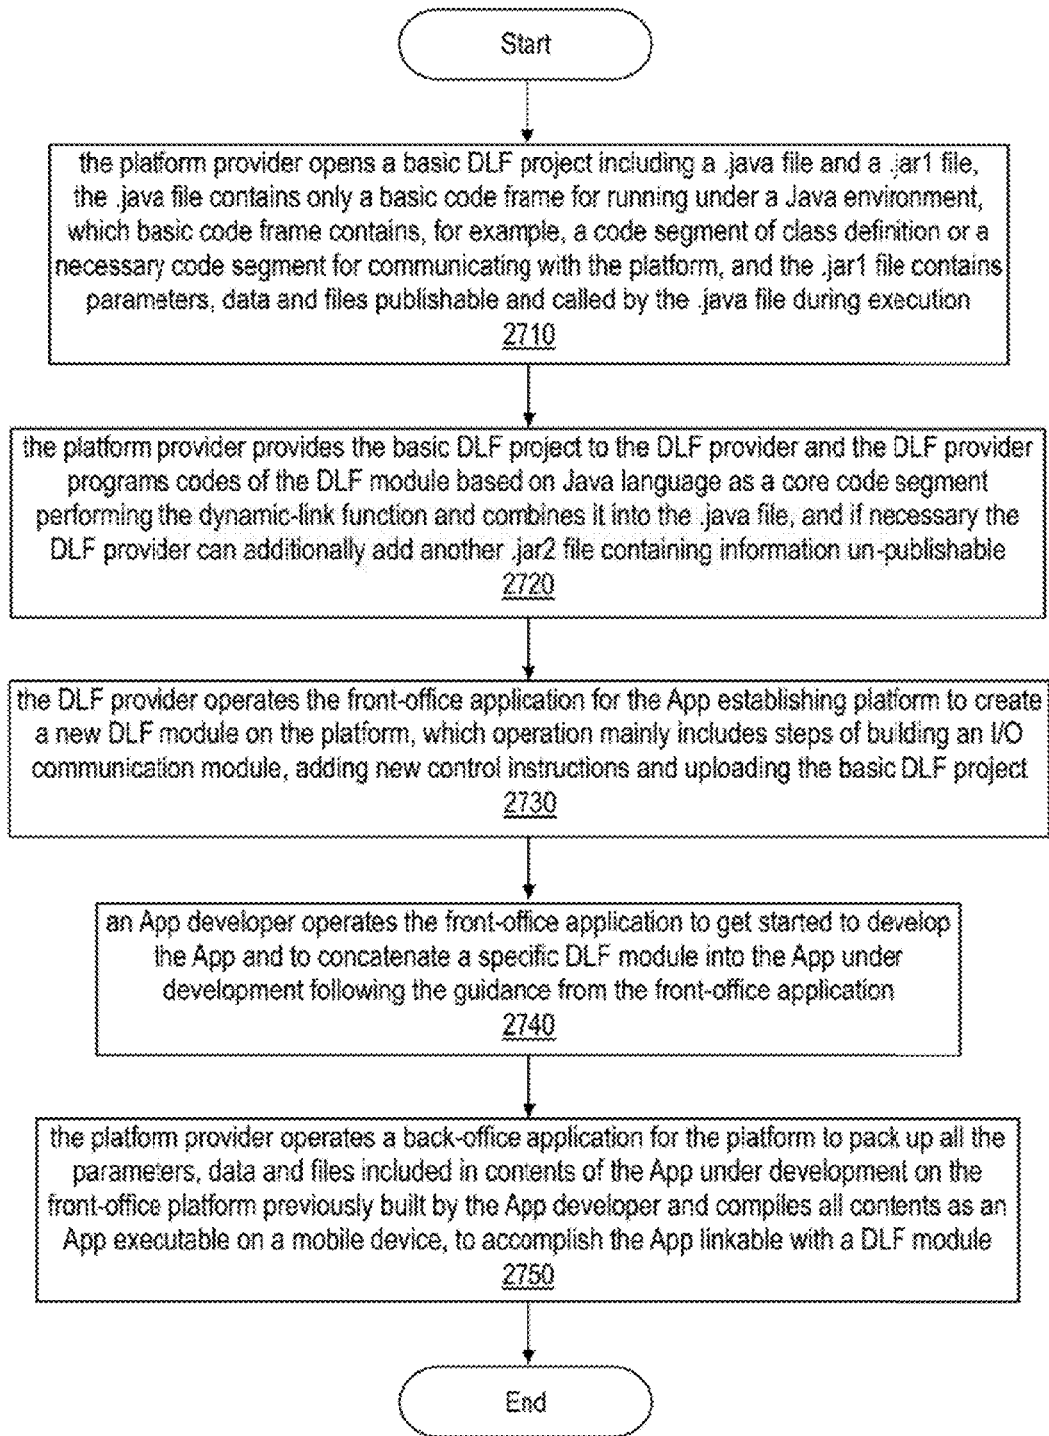 Start
the platform provider opens a basic DLF project including a .java file and a .jar1 file,
the .java file contains only a basic code frame for running under a Java environment,
which basic code frame contains, for example, a code segment of class definition or a
necessary code segment for communicating with the platform, and the .jar1 file contains
parameters, data and files publishable and called by the .java file during execution
2710
the platform provider provides the basic DLF project to the DLF provider and the DLF provider
programs codes of the DLF module based on Java language as a core code segment
performing the dynamic-link function and combines it into the .java file, and if necessary the
DLF provider can additionally add another .jar2 file containing information un-publishable
2720
the DLF provider operates the front-office application for the App establishing platform to create
a new DLF module on the platform, which operation mainly includes steps of building an I/O
communication module, adding new control instructions and uploading the basic DLF project
2730
an App developer operates the front-office application to get started to develop
the App and to concatenate a specific DLF module into the App under
development following the guidance from the front-office application
2740
the platform provider operates a back-office application for the platform to pack up all the
parameters, data and files included in contents of the App under development on the
front-office platform previously built by the App developer and compiles all contents as an
App executable on a mobile device, to accomplish the App linkable with a DLF module
2750
End